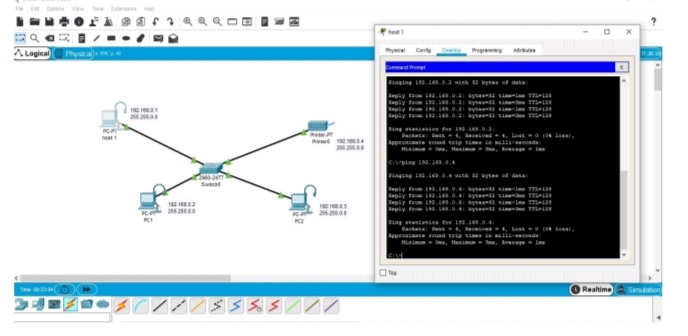 File Edit Options View Tools Extensions Help
?
Logical
Physical
host 1
Physical Config Desktop Programming Attributes
Command Prompt
X
Pinging 192.168.0.2 with 32 bytes of data:
Reply from 192.168.0.2: bytes=32 time=1ms TTL=128
Reply from 192.168.0.2: bytes=32 time=0ms TTL=128
Reply from 192.168.0.2: bytes=32 time=0ms TTL=128
Reply from 192.168.0.2: bytes=32 time=0ms TTL=128
Ping statistics for 192.168.0.2:
Packets: Sent = 4, Received = 4, Lost = 0 (0% loss),
Approximate round trip times in milli-seconds:
Minimum = 0ms, Maximum = 0ms, Average = 1ms
C:\>ping 192.168.0.4
Pinging 192.168.0.4 with 32 bytes of data:
Reply from 192.168.0.4: bytes=32 time=1ms TTL=128
Reply from 192.168.0.4: bytes=32 time=0ms TTL=128
Reply from 192.168.0.4: bytes=32 time=1ms TTL=128
Reply from 192.168.0.4: bytes=32 time=0ms TTL=128
Ping statistics for 192.168.0.4:
Packets: Sent = 4, Received = 4, Lost = 0 (0% loss),
Approximate round trip times in milli-seconds:
Minimum = 0ms, Maximum = 3ms, Average = 1ms
C:\>
Top
192.168.0.1
255.255.0.0
PC-PT
host 1
Printer-PT
Printer0
192.168.0.4
255.255.0.0
2960-24TT
Switch0
192.168.0.2
255.255.0.0
PC-PT
PC1
192.168.0.3
255.255.0.0
PC-PT
PC2
Time: 00:23:04
Realtime
Simulation